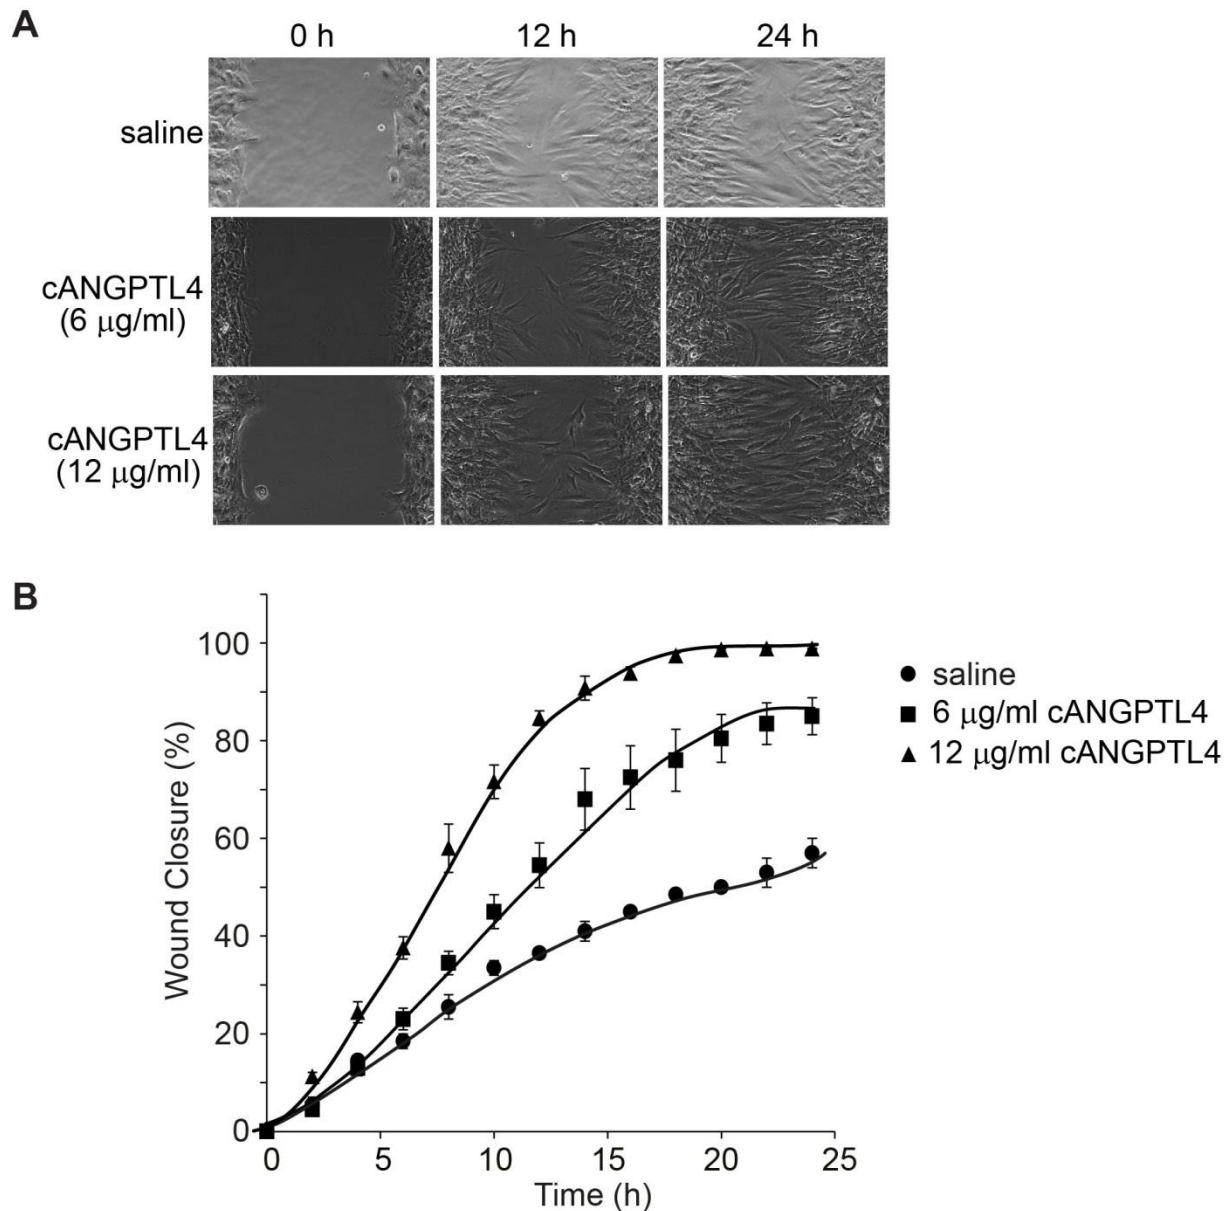 A
0 h 12 h 24 h
saline
cANGPTL4
(6 μg/ml)
cANGPTL4
(12 μg/ml)
B
Wound Closure (%)
100
80
60
40
20
0
0 5 10 15 20 25
Time (h)
saline
6 μg/ml cANGPTL4
12 μg/ml cANGPTL4